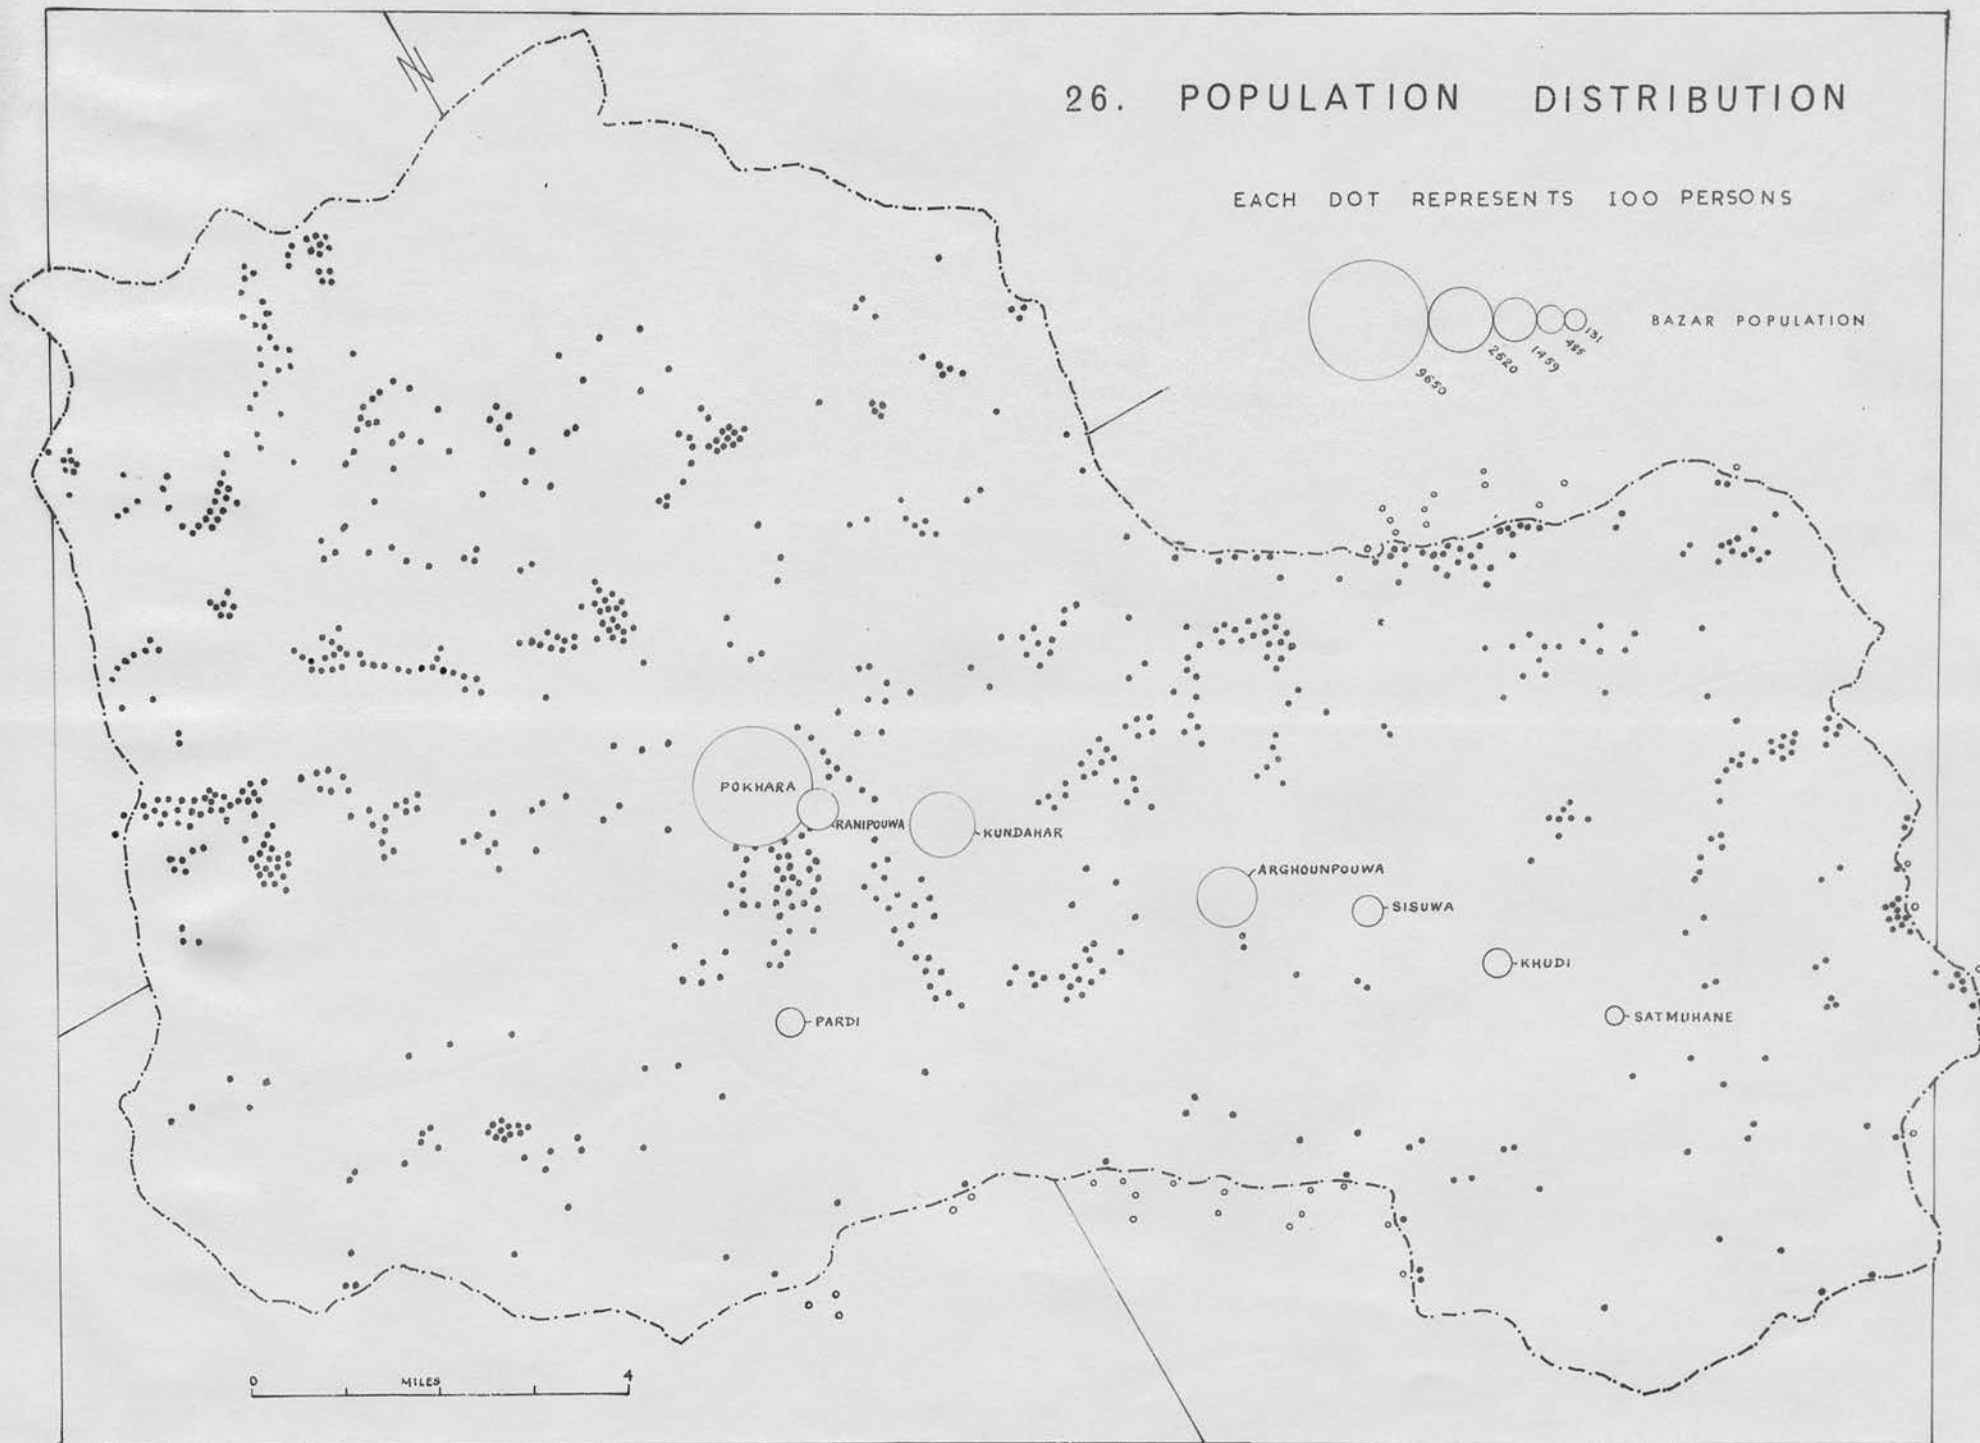 N
26. POPULATION DISTRIBUTION
EACH DOT REPRESENTS 100 PERSONS
BAZAR POPULATION
9650
2620
1459
485
131
POKHARA
RANIPOUWA
KUNDAHAR
ARGHOUNPOUWA
SISUWA
KHUDI
SATMUHANE
PARDI
0 MILES 4